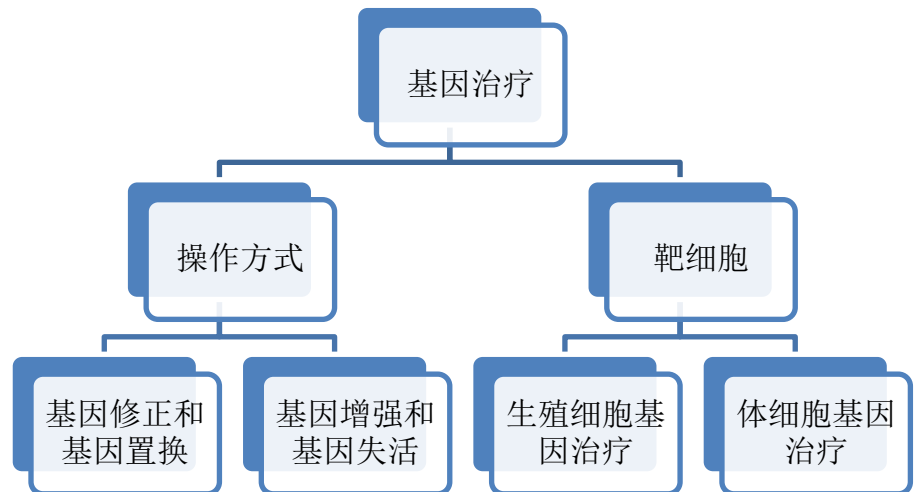 基因治疗
操作方式
靶细胞
基因修正和
基因置换
基因增强和
基因失活
生殖细胞基
因治疗
体细胞基因
治疗